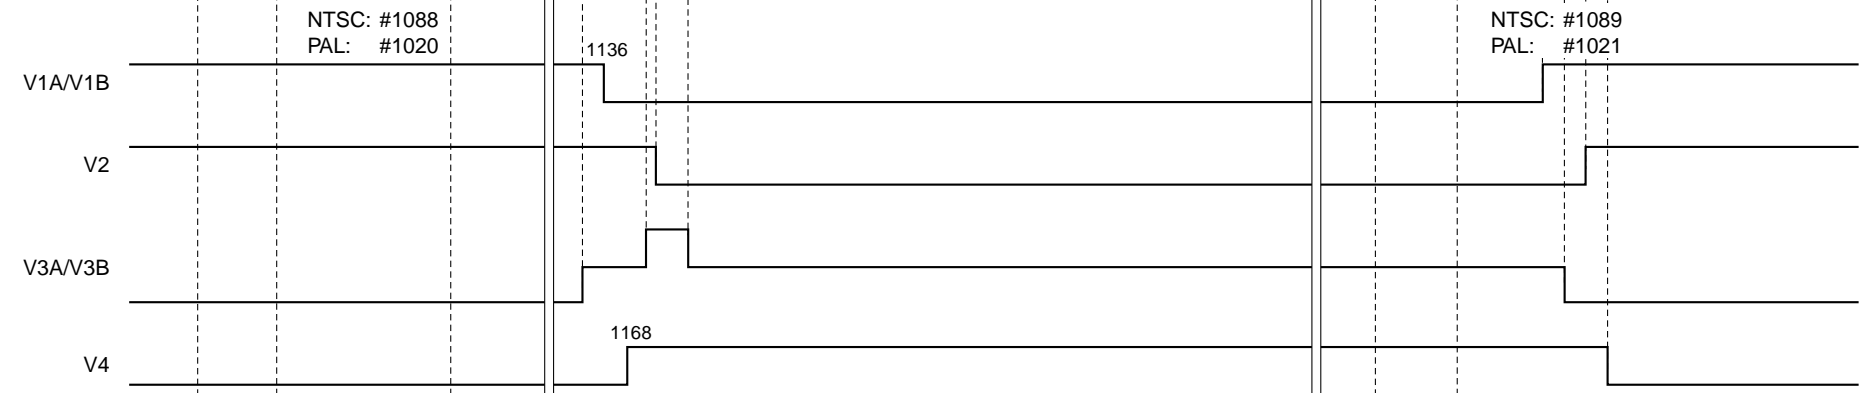 NTSC: #1088
PAL: #1020
NTSC: #1089
PAL: #1021
1136
V1A/V1B
V2
V3A/V3B
1168
V4